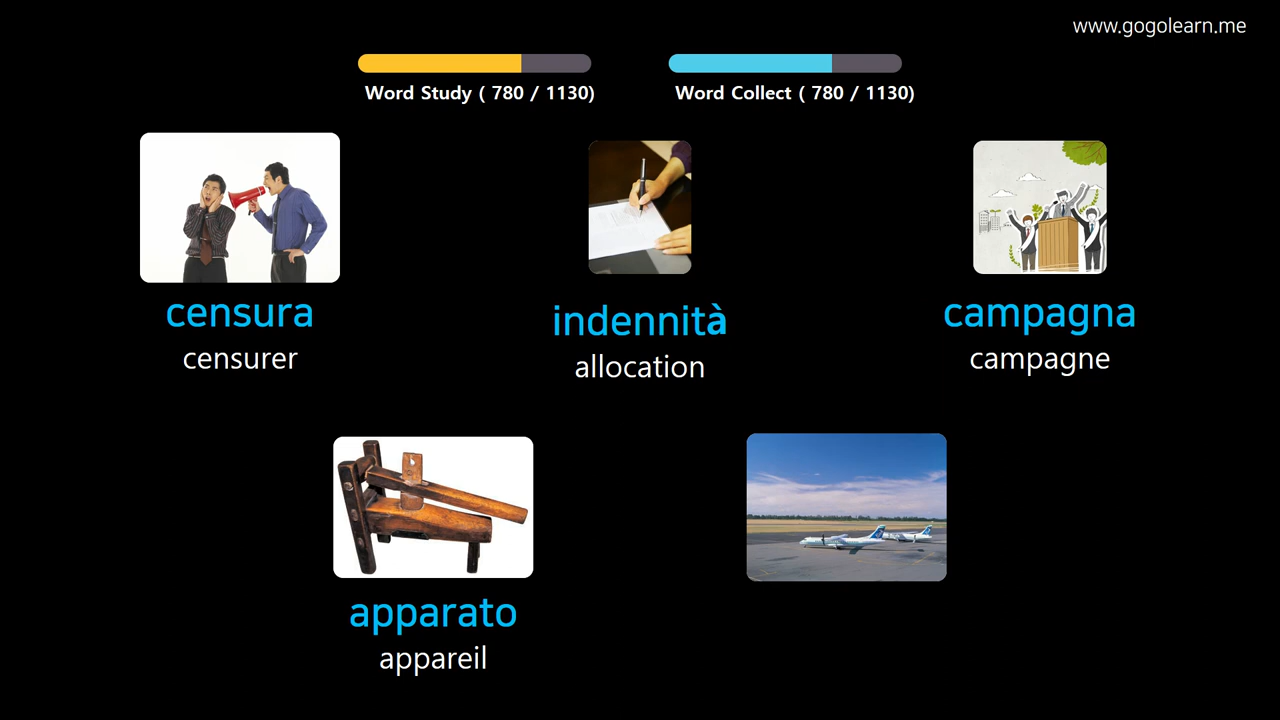 www.gogolearn.me
Word Study ( 780 / 1130)
Word Collect ( 780 / 1130)
censura
censurer
indennità
allocation
campagna
campagne
apparato
appareil